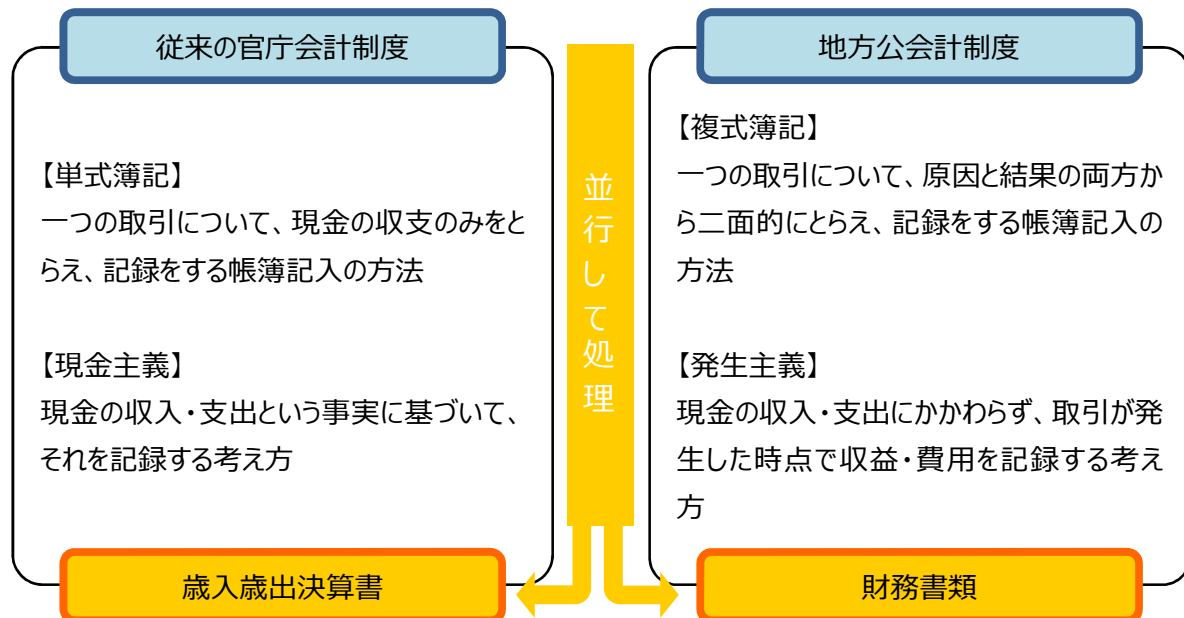 従来の官庁会計制度
【単式簿記】
一つの取引について、現金の収支のみをと
らえ、記録をする帳簿記入の方法
【現金主義】
現金の収入・支出という事実に基づいて、
それを記録する考え方
歳入歳出決算書
並行して処理
地方公会計制度
【複式簿記】
一つの取引について、原因と結果の両方か
ら二面的にとらえ、記録をする帳簿記入の
方法
【発生主義】
現金の収入・支出にかかわらず、取引が発
生した時点で収益・費用を記録する考え
方
財務書類